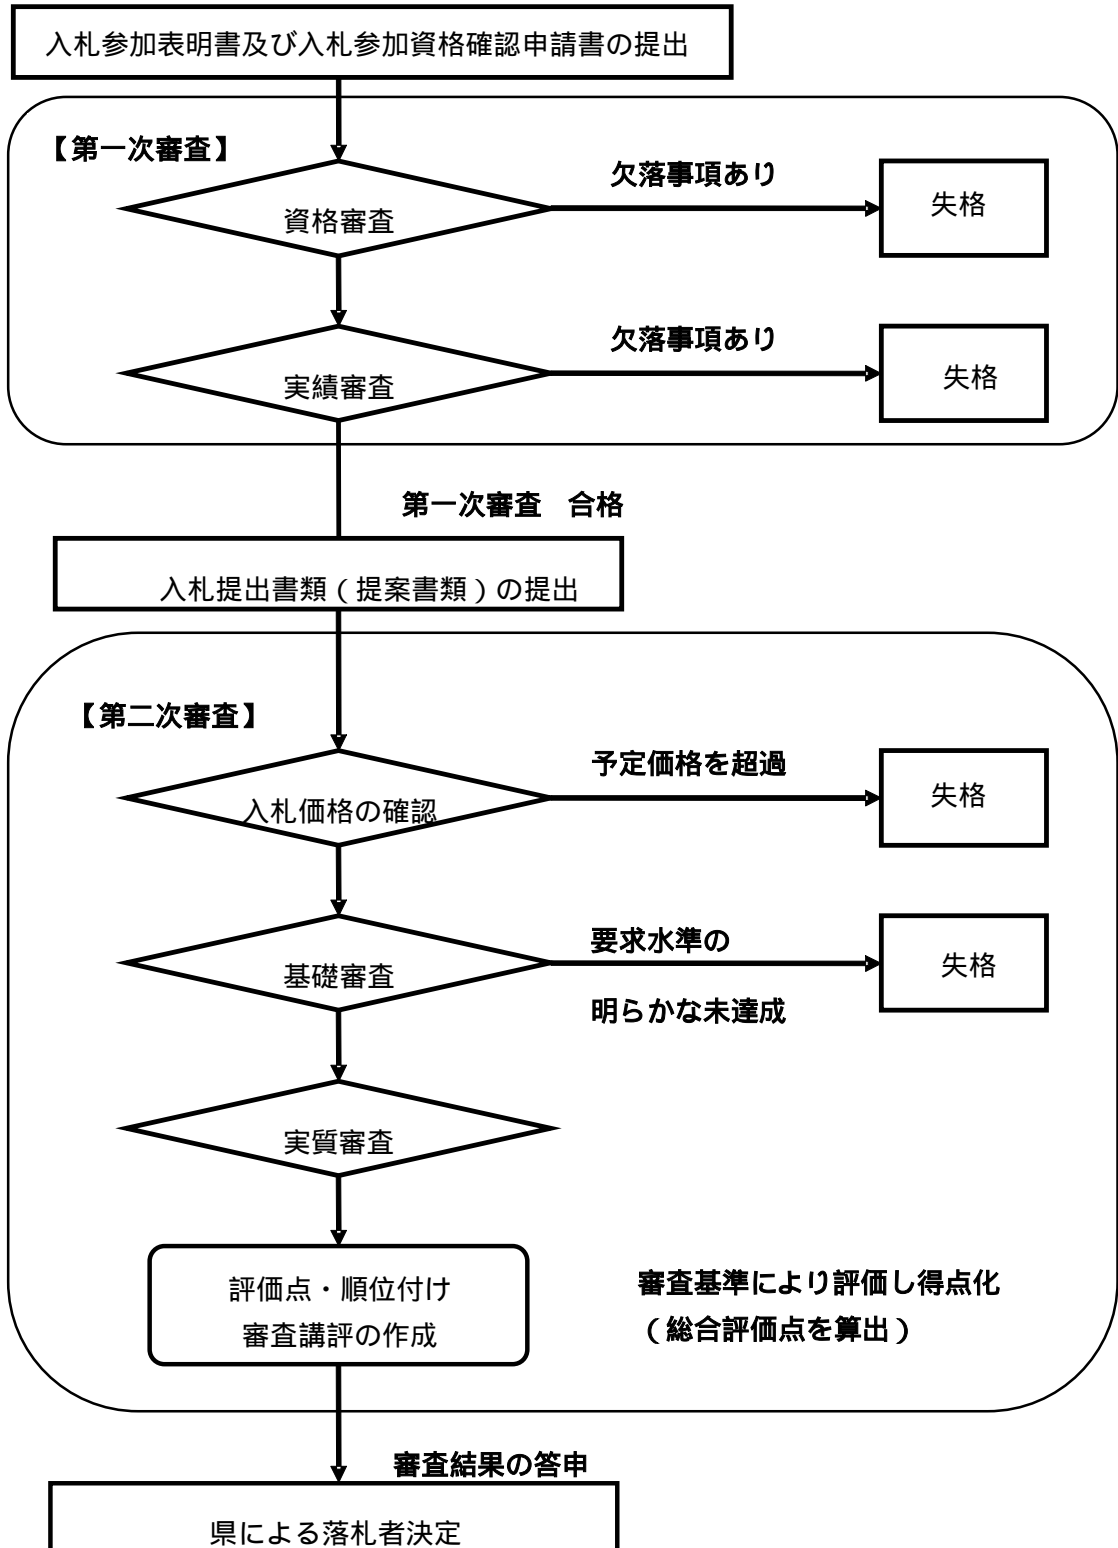 入札参加表明書及び入札参加資格確認申請書の提出
【第一次審査】
欠落事項あり
資格審査
失格
欠落事項あり
実績審査
失格
第一次審査　合格
入札提出書類（提案書類）の提出
【第二次審査】
予定価格を超過
入札価格の確認
失格
要求水準の
基礎審査
失格
明らかな未達成
実質審査
評価点・順位付け
審査講評の作成
審査基準により評価し得点化
（総合評価点を算出）
審査結果の答申
県による落札者決定